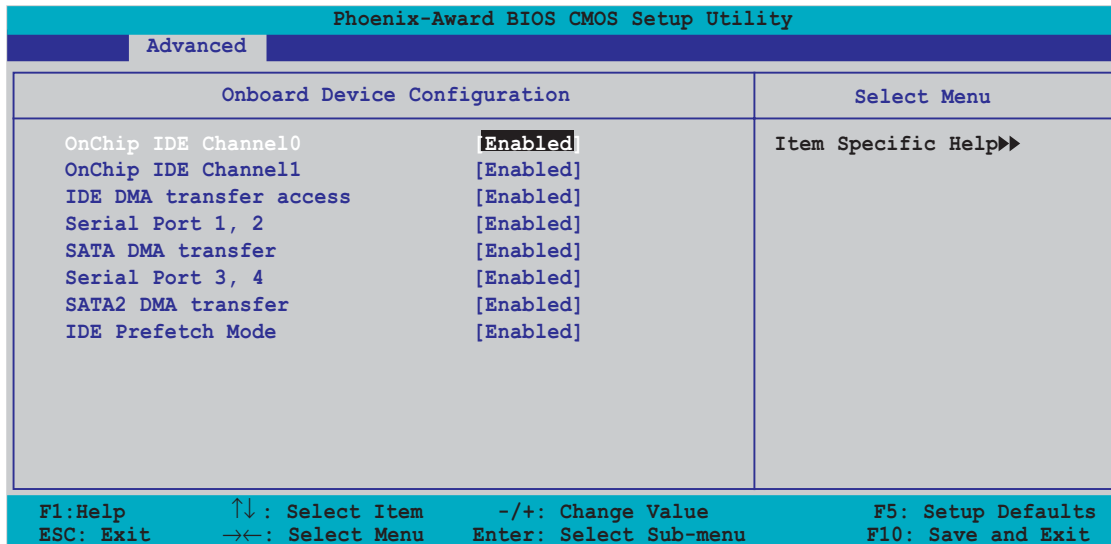 Phoenix-Award BIOS CMOS Setup Utility
Advanced
Onboard Device Configuration
Select Menu
OnChip IDE Channel0 [Enabled]
Item Specific Help▶▶
OnChip IDE Channel1 [Enabled]
IDE DMA transfer access [Enabled]
Serial Port 1, 2 [Enabled]
SATA DMA transfer [Enabled]
Serial Port 3, 4 [Enabled]
SATA2 DMA transfer [Enabled]
IDE Prefetch Mode [Enabled]
F1:Help ↑↓: Select Item -/+: Change Value F5: Setup Defaults
ESC: Exit →←: Select Menu Enter: Select Sub-menu F10: Save and Exit